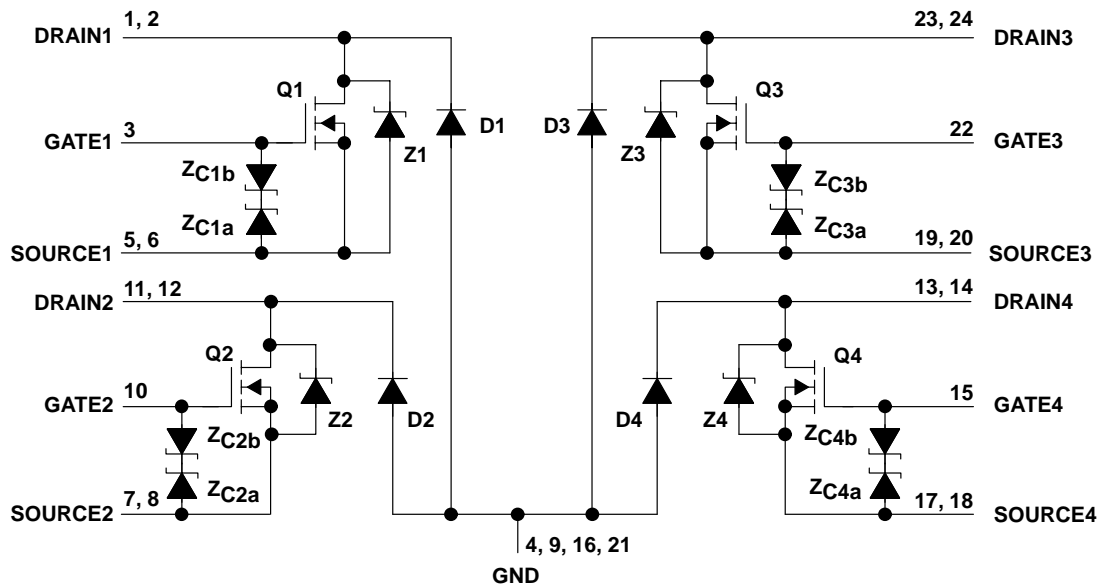 1, 2
23, 24
DRAIN1
DRAIN3
Q1
Q3
D1
D3
3
22
GATE1
Z1
Z3
GATE3
ZC1b
ZC3b
ZC1a
ZC3a
5, 6
19, 20
SOURCE1
SOURCE3
11, 12
13, 14
DRAIN2
DRAIN4
Q2
Q4
10
15
GATE2
Z2
D2
D4
Z4
GATE4
ZC2b
ZC4b
ZC2a
ZC4a
7, 8
17, 18
SOURCE2
SOURCE4
4, 9, 16, 21
GND